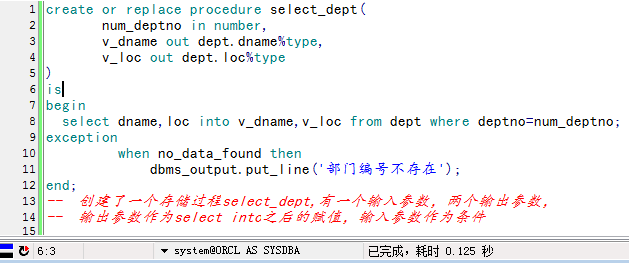 1 create or replace procedure select_dept(
2 num_deptno in number,
3 v_dname out dept.dname%type,
4 v_loc out dept.loc%type
5 )
6 is
7 begin
8 select dname,loc into v_dname,v_loc from dept where deptno=num_deptno;
9 exception
10 when no_data_found then
11 dbms_output.put_line('部门编号不存在');
12 end;
13 -- 创建了一个存储过程select_dept,有一个输入参数, 两个输出参数,
14 -- 输出参数作为select into之后的赋值, 输入参数作为条件
15
6:3 system@ORCL AS SYSDBA 已完成，耗时 0.125 秒